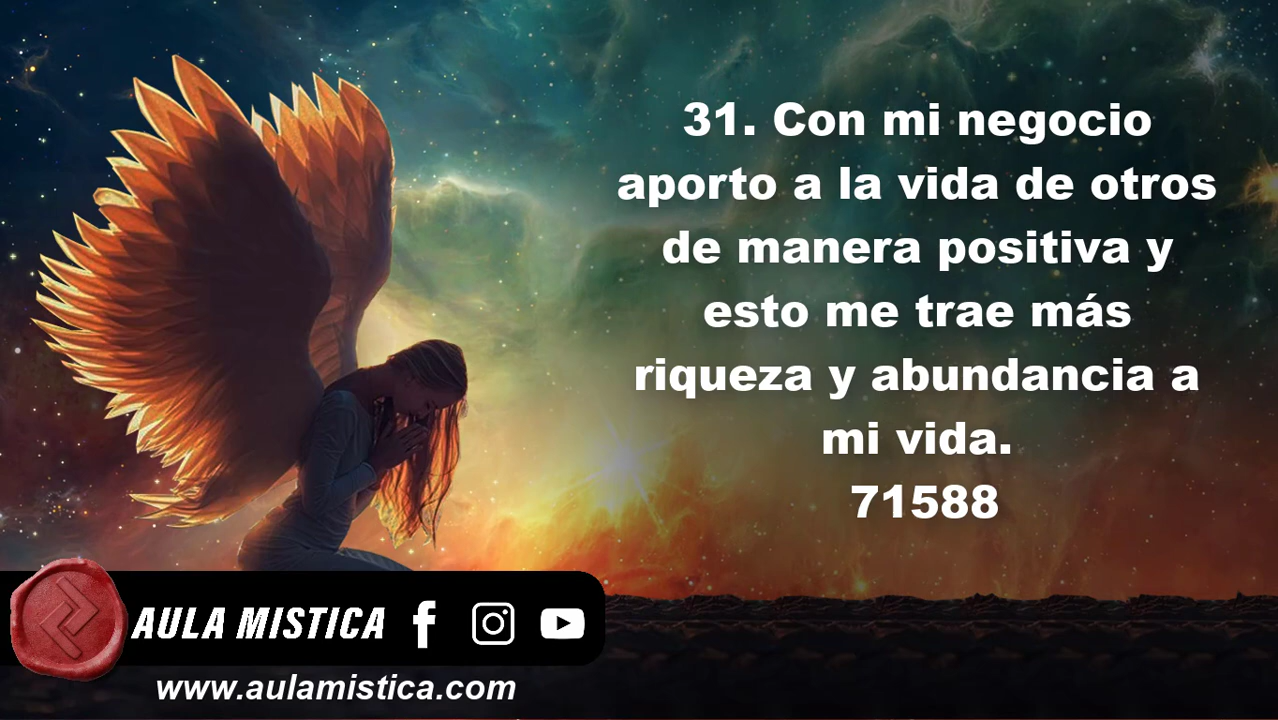 31. Con mi negocio
aporto a la vida de otros
de manera positiva y
esto me trae más
riqueza y abundancia a
mi vida.
71588
AULA MISTICA
www.aulamistica.com